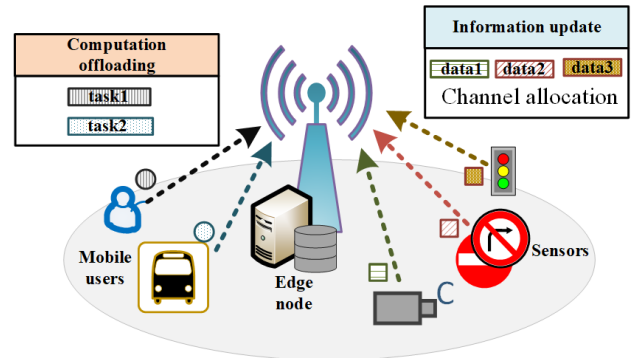 Computation
offloading
task1
task2
Information update
data1 data2 data3
Channel allocation
Mobile
users
Edge
node
C
Sensors